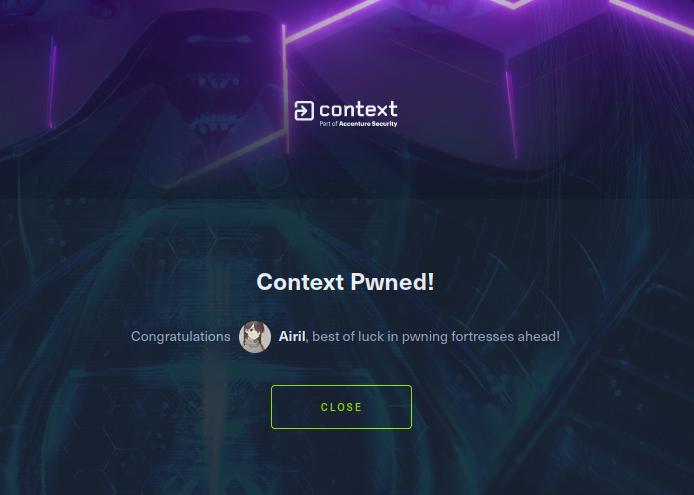 context
Part of Accenture Security
Context Pwned!
Congratulations Airil, best of luck in pwning fortresses ahead!
CLOSE